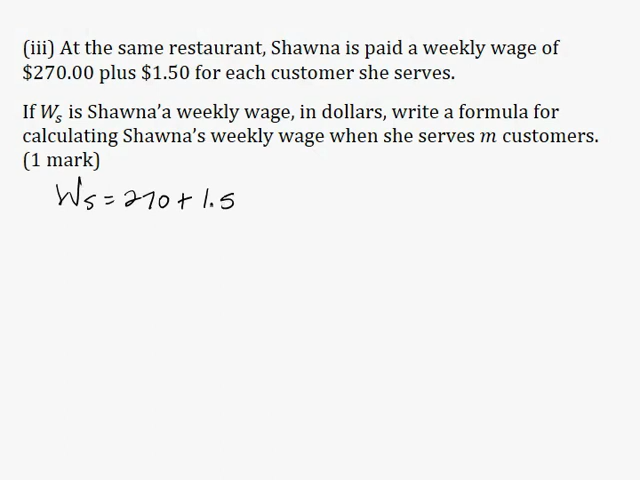 (iii) At the same restaurant, Shawna is paid a weekly wage of
$270.00 plus $1.50 for each customer she serves.
If Ws is Shawna'a weekly wage, in dollars, write a formula for
calculating Shawna's weekly wage when she serves m customers.
(1 mark)
Ws = 270 + 1.5